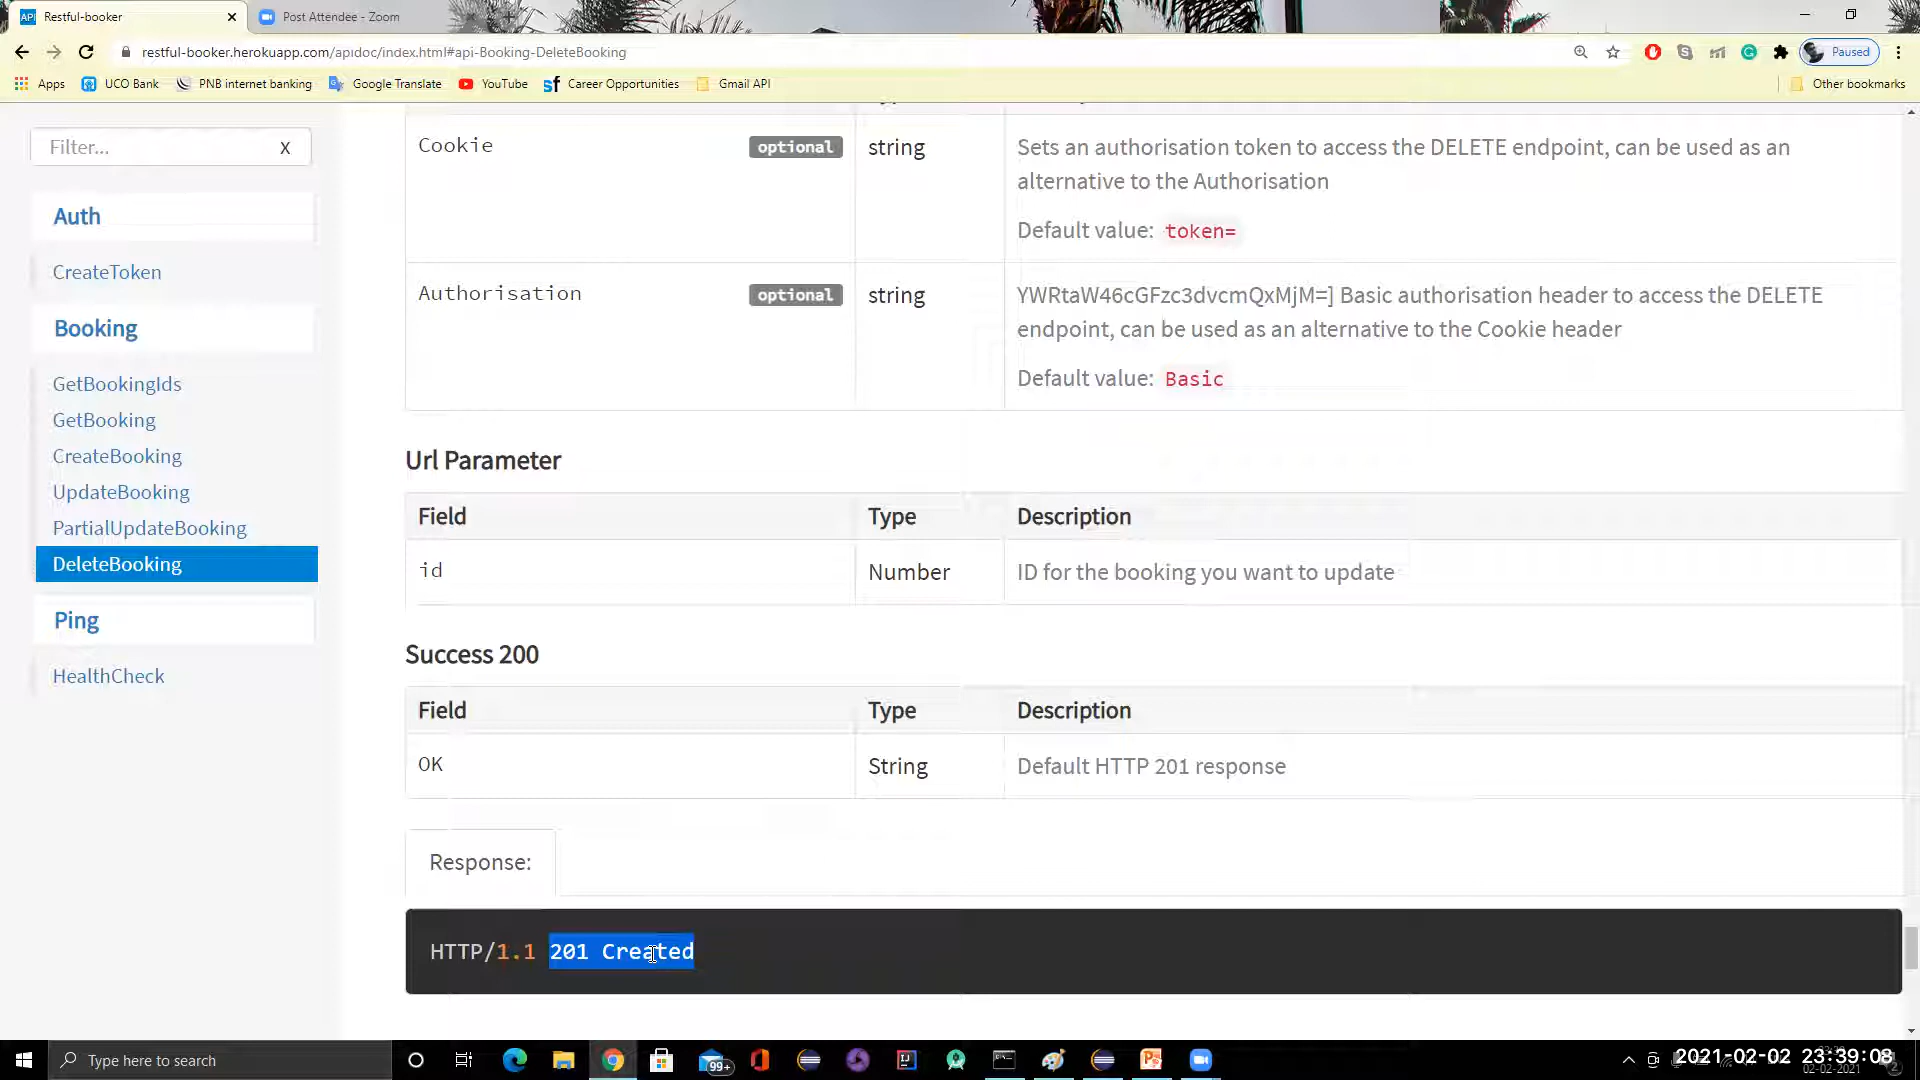 Restful-booker
Post Attendee - Zoom
restful-booker.herokuapp.com/apidoc/index.html#api-Booking-DeleteBooking
Paused
Apps
UCO Bank
PNB internet banking
Google Translate
YouTube
Career Opportunities
Gmail API
Other bookmarks
Filter...
X
Auth
CreateToken
Booking
GetBookingIds
GetBooking
CreateBooking
UpdateBooking
PartialUpdateBooking
DeleteBooking
Ping
HealthCheck
Cookie optional string Sets an authorisation token to access the DELETE endpoint, can be used as an
alternative to the Authorisation
Default value: token=
Authorisation optional string YWRtaW46cGFzc3dvcmQxMjM=] Basic authorisation header to access the DELETE
endpoint, can be used as an alternative to the Cookie header
Default value: Basic
Url Parameter
Field Type Description
id Number ID for the booking you want to update
Success 200
Field Type Description
OK String Default HTTP 201 response
Response:
HTTP/1.1 201 Created
Type here to search
99+
2021-02-02 23:39:08
02-02-2021